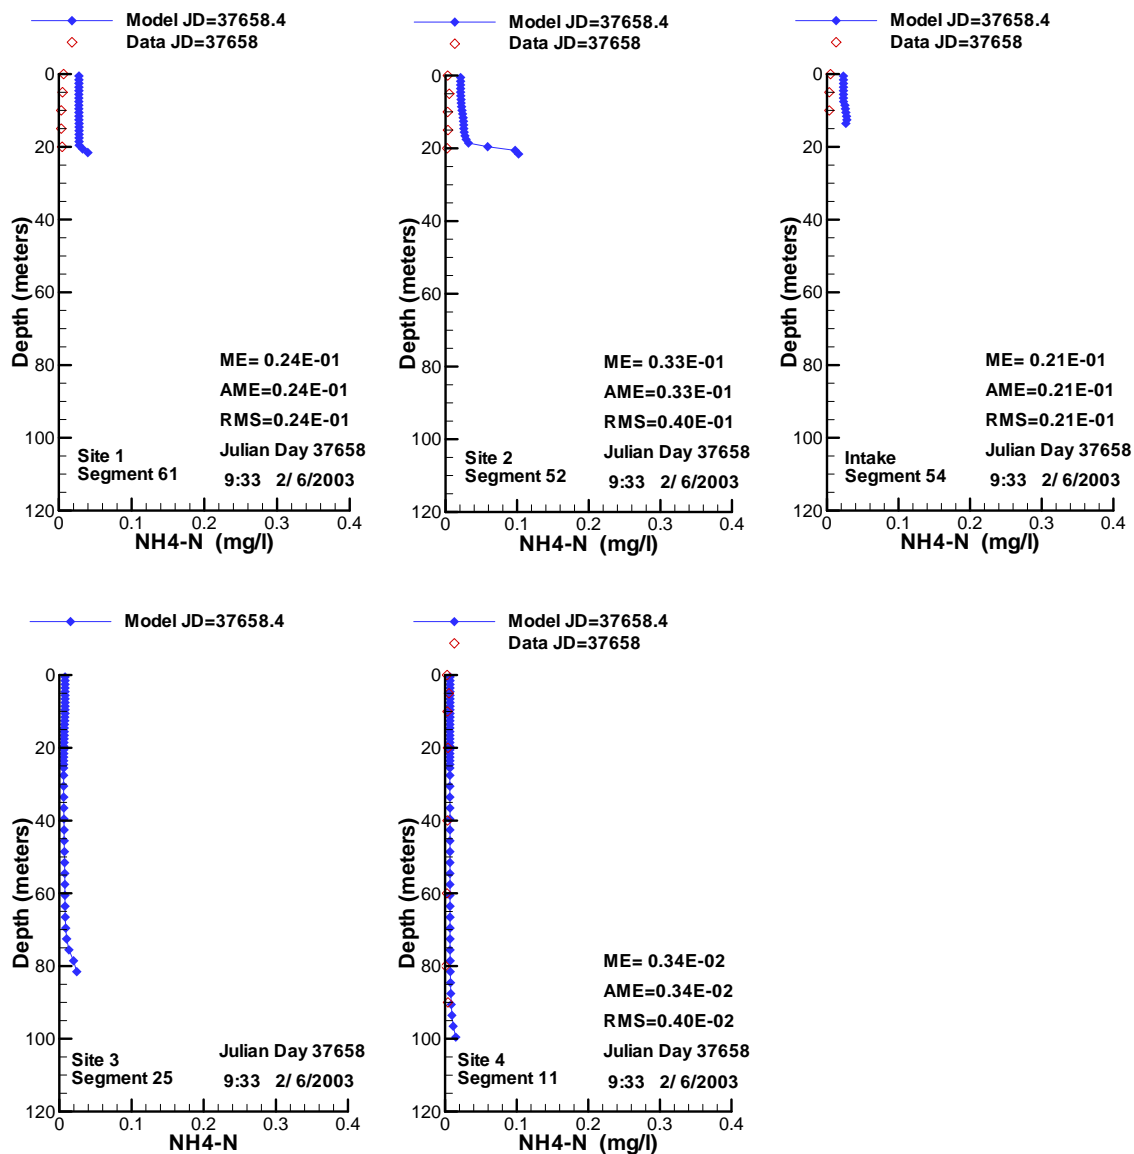 Model JD=37658.4
Data JD=37658
0
20
40
60
80
100
120
Depth (meters)
ME= 0.24E-01
AME=0.24E-01
RMS=0.24E-01
Julian Day 37658
9:33 2/ 6/2003
Site 1
Segment 61
0 0.1 0.2 0.3 0.4
NH4-N (mg/l)
Model JD=37658.4
Data JD=37658
0
20
40
60
80
100
120
Depth (meters)
ME= 0.33E-01
AME=0.33E-01
RMS=0.40E-01
Julian Day 37658
9:33 2/ 6/2003
Site 2
Segment 52
0 0.1 0.2 0.3 0.4
NH4-N (mg/l)
Model JD=37658.4
Data JD=37658
0
20
40
60
80
100
120
Depth (meters)
ME= 0.21E-01
AME=0.21E-01
RMS=0.21E-01
Julian Day 37658
9:33 2/ 6/2003
Intake
Segment 54
0 0.1 0.2 0.3 0.4
NH4-N (mg/l)
Model JD=37658.4
0
20
40
60
80
100
120
Depth (meters)
Julian Day 37658
9:33 2/ 6/2003
Site 3
Segment 25
0 0.1 0.2 0.3 0.4
NH4-N
Model JD=37658.4
Data JD=37658
0
20
40
60
80
100
120
Depth (meters)
ME= 0.34E-02
AME=0.34E-02
RMS=0.40E-02
Julian Day 37658
9:33 2/ 6/2003
Site 4
Segment 11
0 0.1 0.2 0.3 0.4
NH4-N (mg/l)